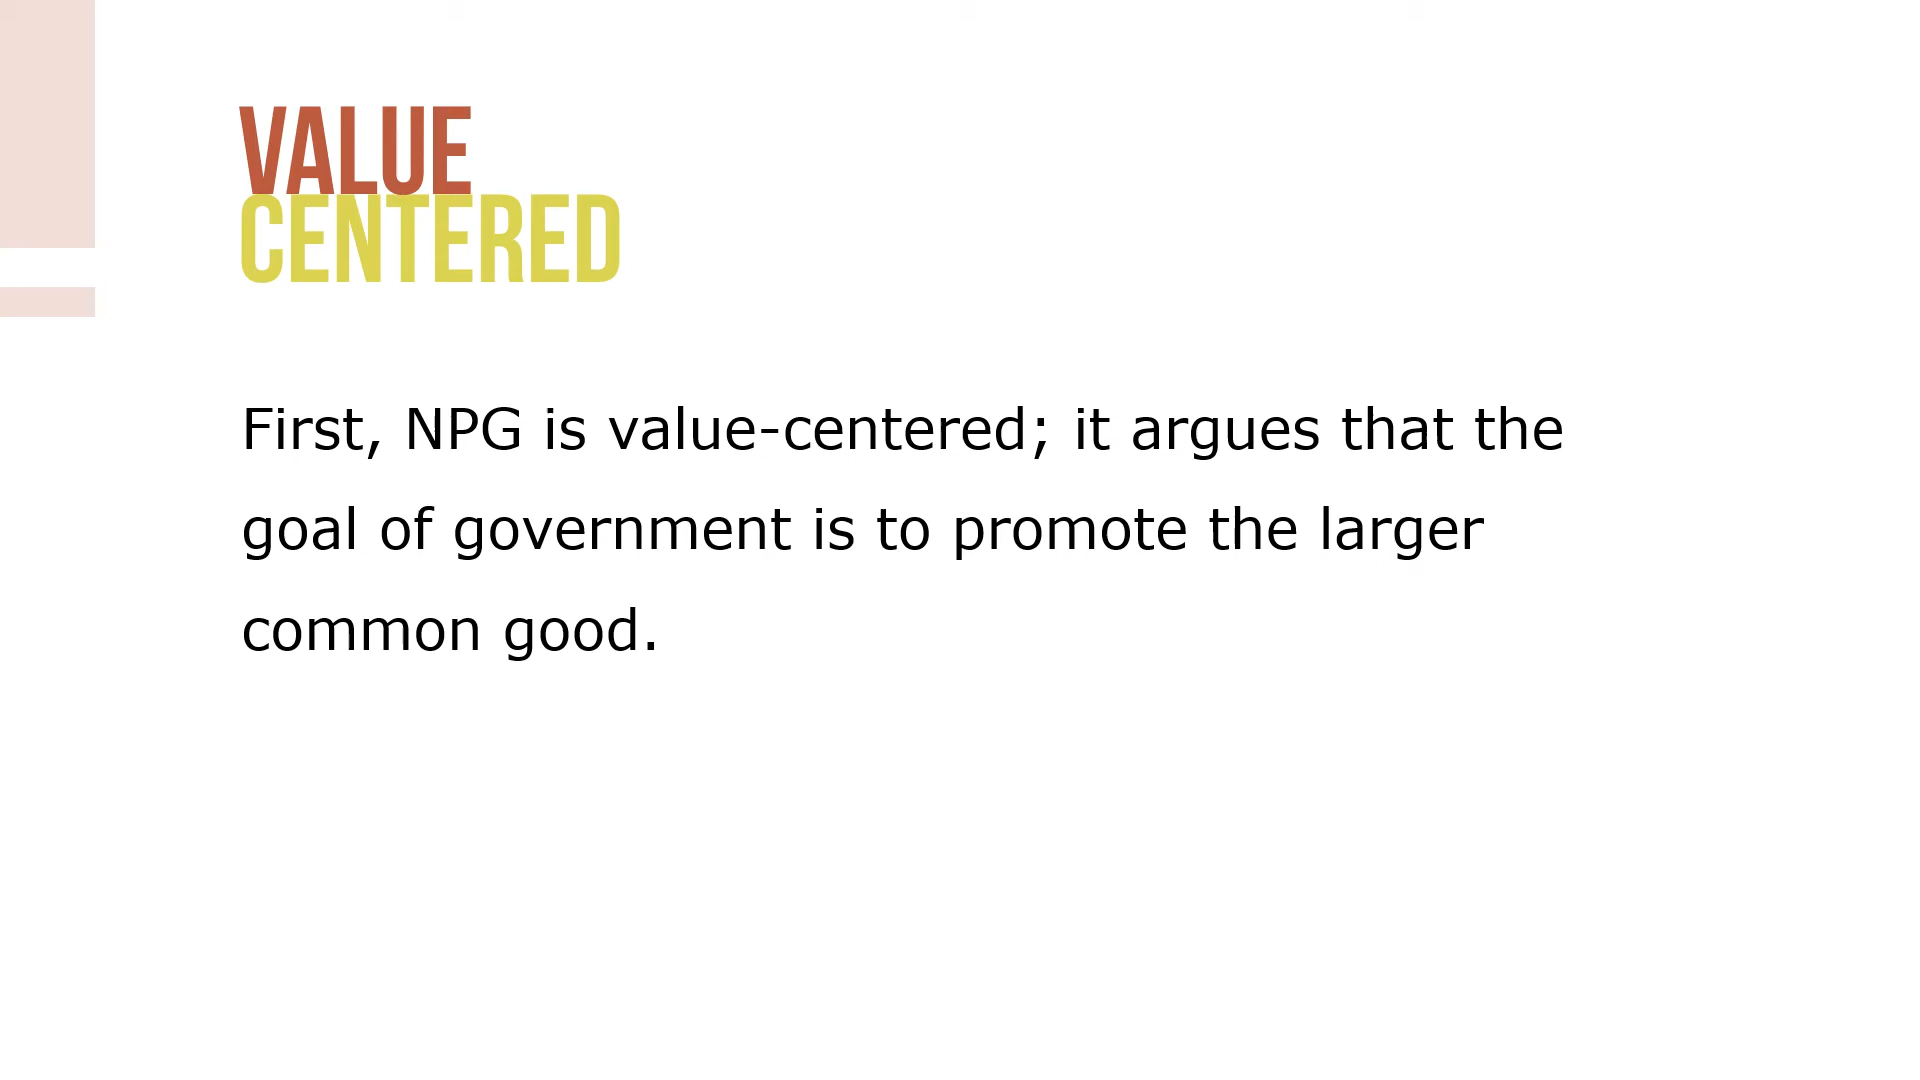 VALUE
CENTERED
First, NPG is value-centered; it argues that the
goal of government is to promote the larger
common good.